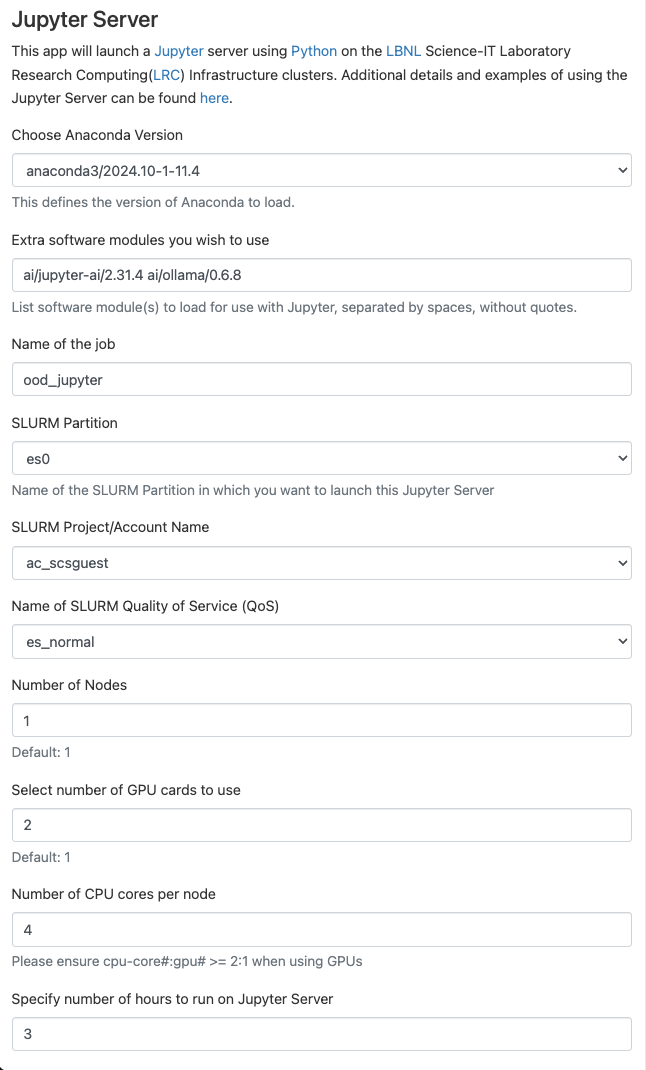 Jupyter Server
This app will launch a Jupyter server using Python on the LBNL Science-IT Laboratory
Research Computing(LRC) Infrastructure clusters. Additional details and examples of using the
Jupyter Server can be found here.
Choose Anaconda Version
anaconda3/2024.10-1-11.4
This defines the version of Anaconda to load.
Extra software modules you wish to use
ai/jupyter-ai/2.31.4 ai/ollama/0.6.8
List software module(s) to load for use with Jupyter, separated by spaces, without quotes.
Name of the job
ood_jupyter
SLURM Partition
es0
Name of the SLURM Partition in which you want to launch this Jupyter Server
SLURM Project/Account Name
ac_scsguest
Name of SLURM Quality of Service (QoS)
es_normal
Number of Nodes
1
Default: 1
Select number of GPU cards to use
2
Default: 1
Number of CPU cores per node
4
Please ensure cpu-core#:gpu# >= 2:1 when using GPUs
Specify number of hours to run on Jupyter Server
3